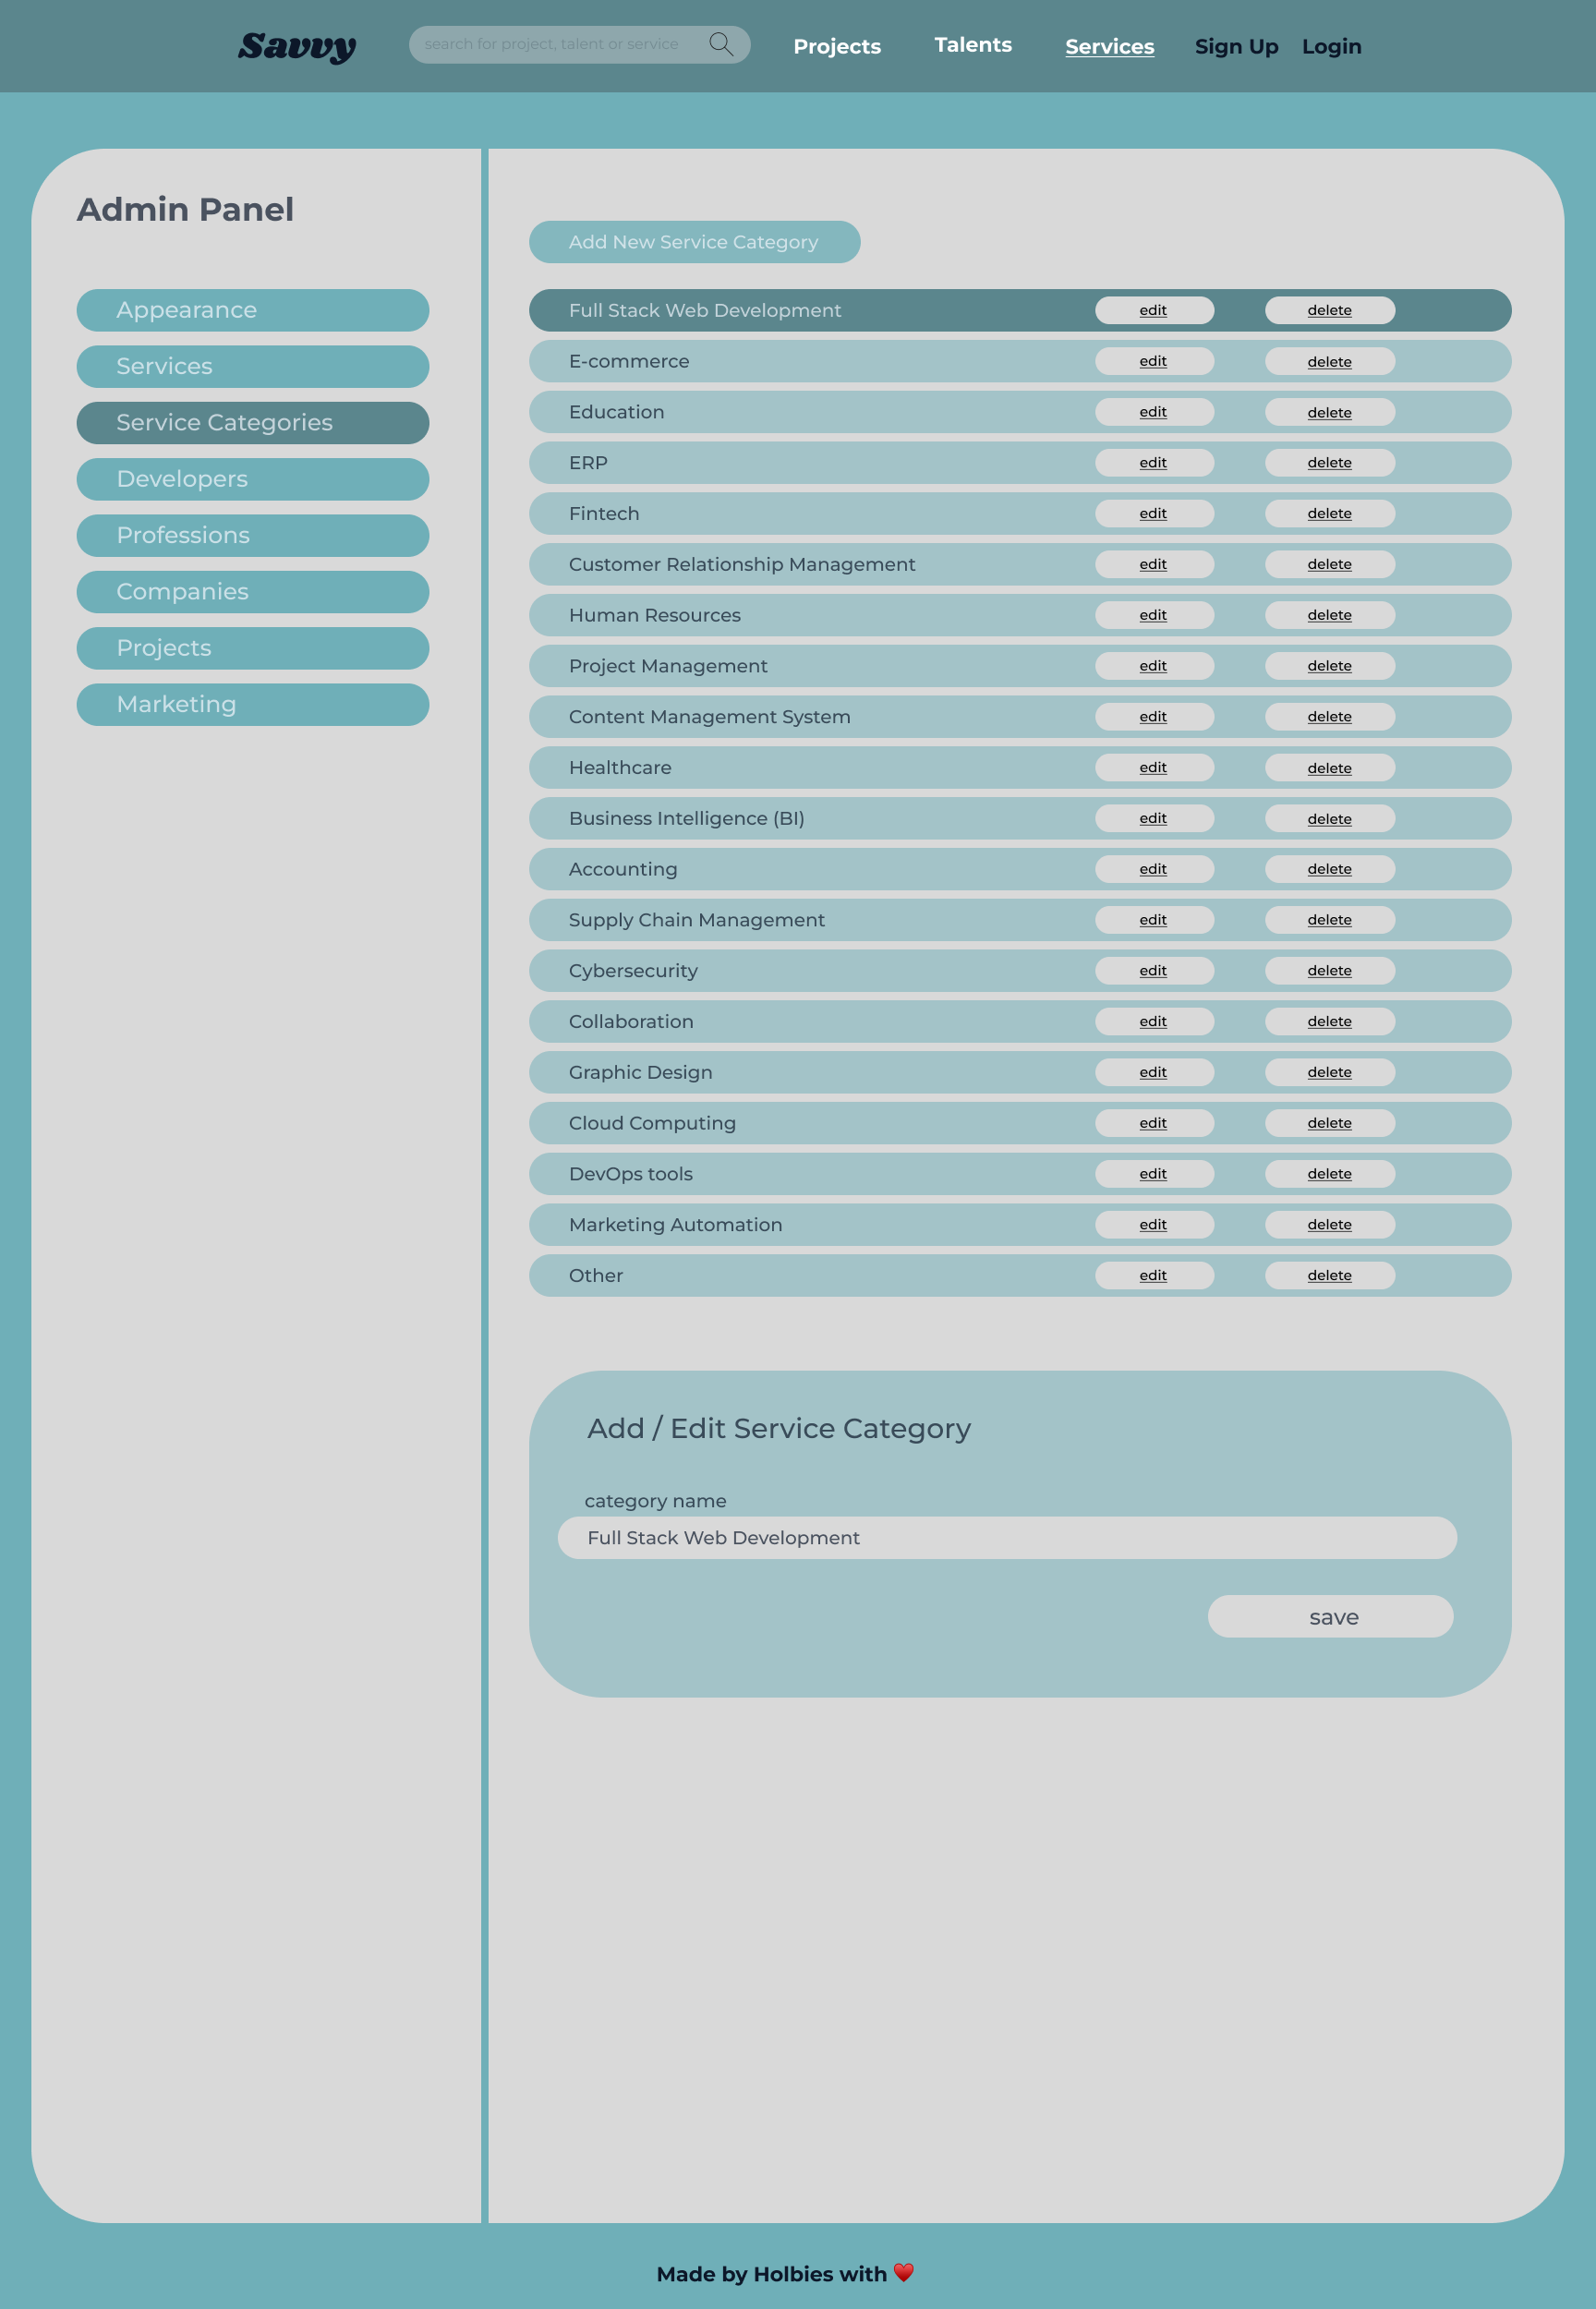 Savvy
search for project, talent or service
Projects
Talents
Services
Sign Up
Login
Admin Panel
Appearance
Services
Service Categories
Developers
Professions
Companies
Projects
Marketing
Add New Service Category
Full Stack Web Development edit delete
E-commerce edit delete
Education edit delete
ERP edit delete
Fintech edit delete
Customer Relationship Management edit delete
Human Resources edit delete
Project Management edit delete
Content Management System edit delete
Healthcare edit delete
Business Intelligence (BI) edit delete
Accounting edit delete
Supply Chain Management edit delete
Cybersecurity edit delete
Collaboration edit delete
Graphic Design edit delete
Cloud Computing edit delete
DevOps tools edit delete
Marketing Automation edit delete
Other edit delete
Add / Edit Service Category
category name
Full Stack Web Development
save
Made by Holbies with ♥